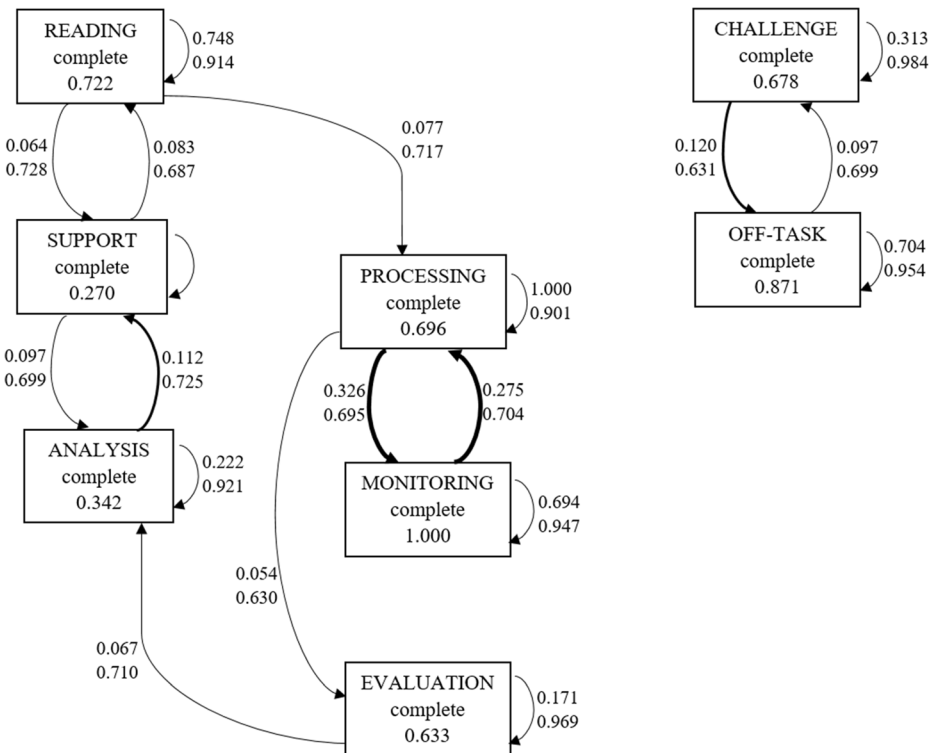 READING
complete
0.722
0.748
0.914
0.064
0.728
0.083
0.687
0.077
0.717
SUPPORT
complete
0.270
0.097
0.699
0.112
0.725
ANALYSIS
complete
0.342
0.222
0.921
PROCESSING
complete
0.696
1.000
0.901
0.326
0.695
0.275
0.704
MONITORING
complete
1.000
0.694
0.947
0.054
0.630
0.067
0.710
EVALUATION
complete
0.633
0.171
0.969
CHALLENGE
complete
0.678
0.313
0.984
0.120
0.631
0.097
0.699
OFF-TASK
complete
0.871
0.704
0.954